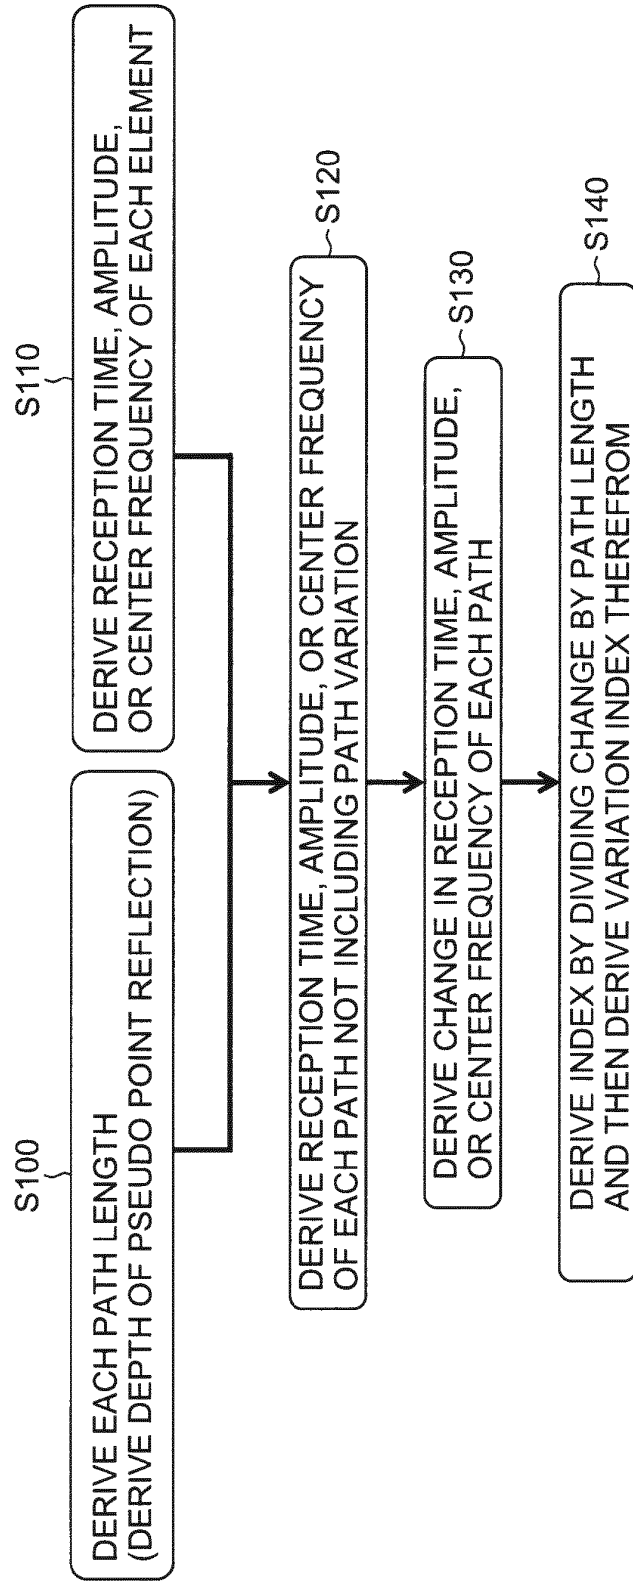 S100
DERIVE EACH PATH LENGTH
(DERIVE DEPTH OF PSEUDO POINT REFLECTION)
S110
DERIVE RECEPTION TIME, AMPLITUDE,
OR CENTER FREQUENCY OF EACH ELEMENT
S120
DERIVE RECEPTION TIME, AMPLITUDE, OR CENTER FREQUENCY
OF EACH PATH NOT INCLUDING PATH VARIATION
S130
DERIVE CHANGE IN RECEPTION TIME, AMPLITUDE,
OR CENTER FREQUENCY OF EACH PATH
S140
DERIVE INDEX BY DIVIDING CHANGE BY PATH LENGTH
AND THEN DERIVE VARIATION INDEX THEREFROM